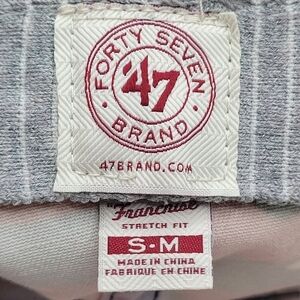 FORTY SEVEN
'47
BRAND
47BRAND.COM
"Franchise"
STRETCH FIT
S-M
MADE IN CHINA
FABRIQUE EN CHINE